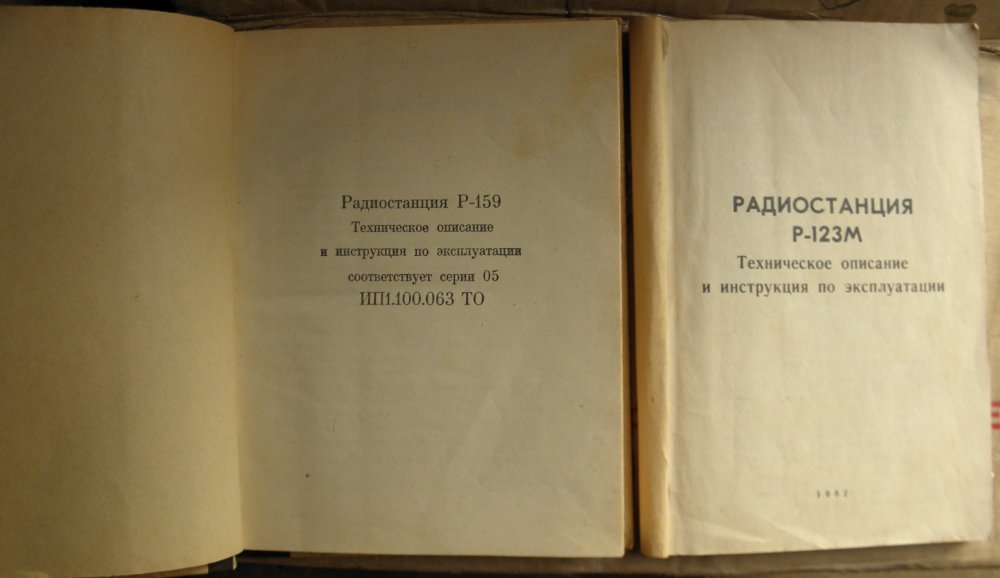 Радиостанция Р-159
Техническое описание
и инструкция по эксплуатации
соответствует серии 05
ИП1.100.063 ТО
РАДИОСТАНЦИЯ
Р-123М
Техническое описание
и инструкция по эксплуатации